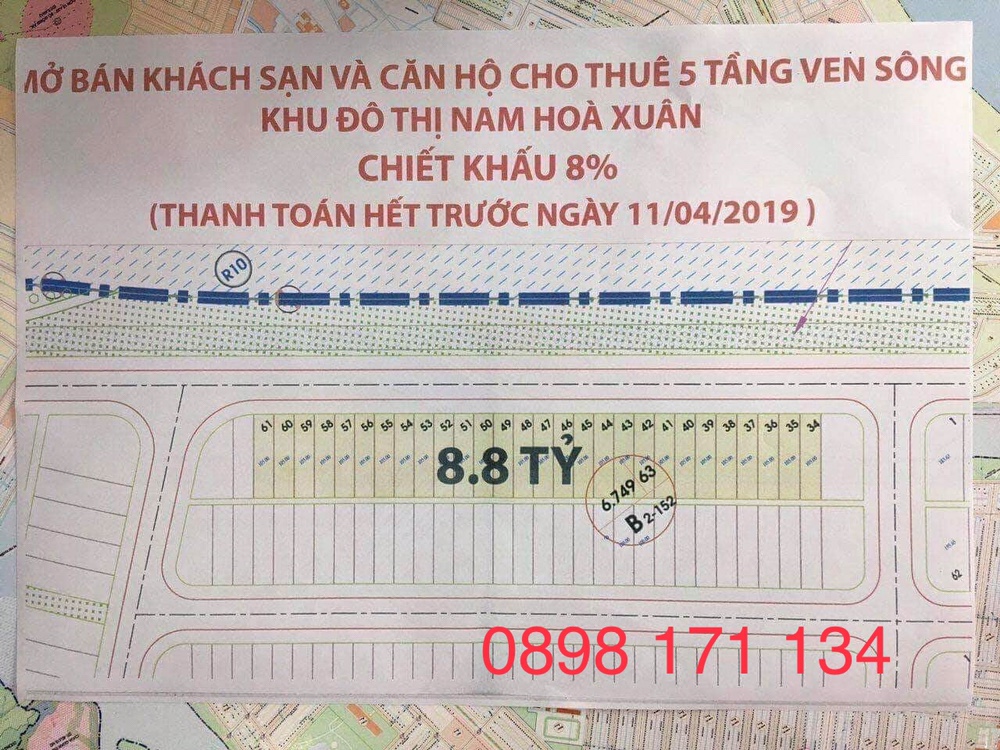 MỞ BÁN KHÁCH SẠN VÀ CĂN HỘ CHO THUÊ 5 TẦNG VEN SÔNG
KHU ĐÔ THỊ NAM HOÀ XUÂN
CHIẾT KHẤU 8%
(THANH TOÁN HẾT TRƯỚC NGÀY 11/04/2019 )
R10
61 60 59 58 57 56 55 54 53 52 51 50 49 48 47 46 45 44 43 42 41 40 39 38 37 36 35 34
1
8.8 TỶ
6.749 63
B 2-152
62
0898 171 134